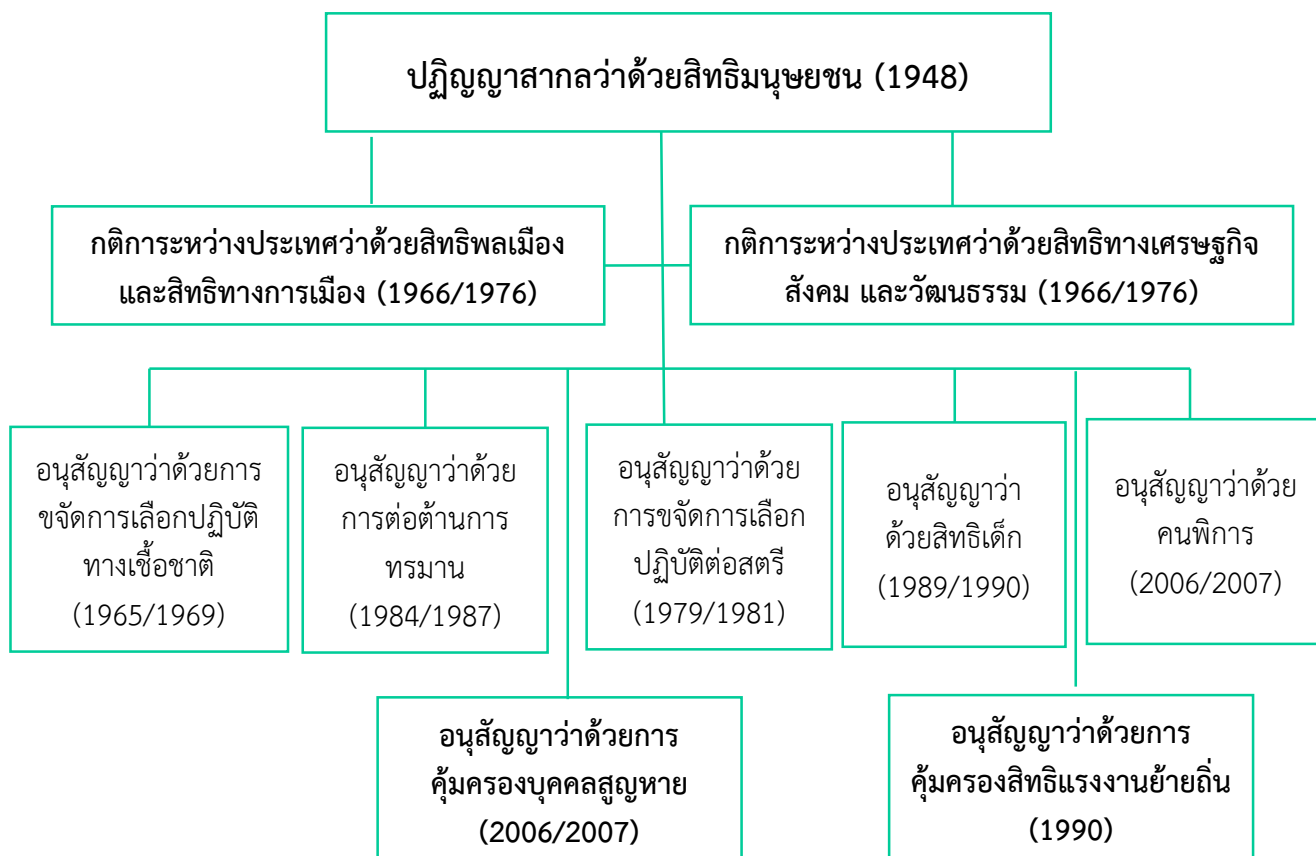 ปฏิญญาสากลว่าด้วยสิทธิมนุษยชน (1948)
กติการะหว่างประเทศว่าด้วยสิทธิพลเมือง
และสิทธิทางการเมือง (1966/1976)
กติการะหว่างประเทศว่าด้วยสิทธิทางเศรษฐกิจ
สังคม และวัฒนธรรม (1966/1976)
อนุสัญญาว่าด้วยการ
ขจัดการเลือกปฏิบัติ
ทางเชื้อชาติ
(1965/1969)
อนุสัญญาว่าด้วย
การต่อต้านการ
ทรมาน
(1984/1987)
อนุสัญญาว่าด้วย
การขจัดการเลือก
ปฏิบัติต่อสตรี
(1979/1981)
อนุสัญญาว่า
ด้วยสิทธิเด็ก
(1989/1990)
อนุสัญญาว่าด้วย
คนพิการ
(2006/2007)
อนุสัญญาว่าด้วยการ
คุ้มครองบุคคลสูญหาย
(2006/2007)
อนุสัญญาว่าด้วยการ
คุ้มครองสิทธิแรงงานย้ายถิ่น
(1990)